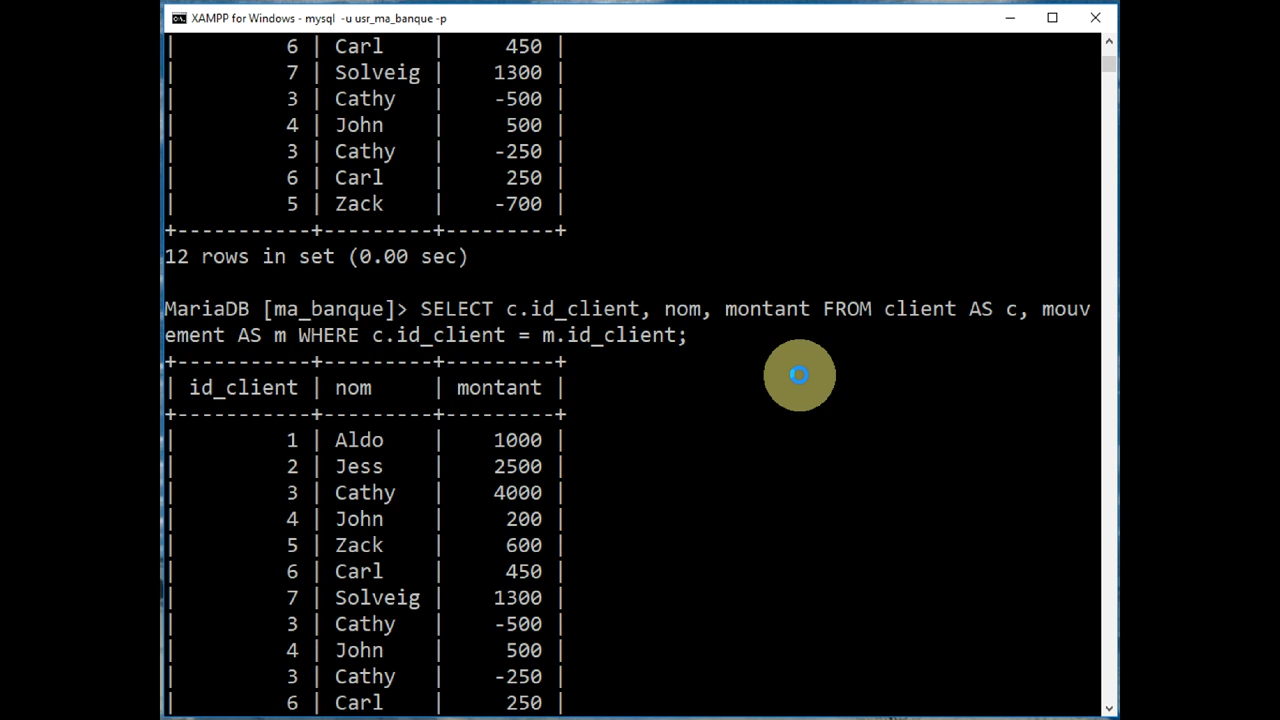 XAMPP for Windows - mysql  -u usr_ma_banque -p
|         6 | Carl    |     450 |
|         7 | Solveig |    1300 |
|         3 | Cathy   |    -500 |
|         4 | John    |     500 |
|         3 | Cathy   |    -250 |
|         6 | Carl    |     250 |
|         5 | Zack    |    -700 |
+-----------+---------+---------+
12 rows in set (0.00 sec)
MariaDB [ma_banque]> SELECT c.id_client, nom, montant FROM client AS c, mouv
ement AS m WHERE c.id_client = m.id_client;
+-----------+---------+---------+
| id_client | nom     | montant |
+-----------+---------+---------+
|         1 | Aldo    |    1000 |
|         2 | Jess    |    2500 |
|         3 | Cathy   |    4000 |
|         4 | John    |     200 |
|         5 | Zack    |     600 |
|         6 | Carl    |     450 |
|         7 | Solveig |    1300 |
|         3 | Cathy   |    -500 |
|         4 | John    |     500 |
|         3 | Cathy   |    -250 |
|         6 | Carl    |     250 |